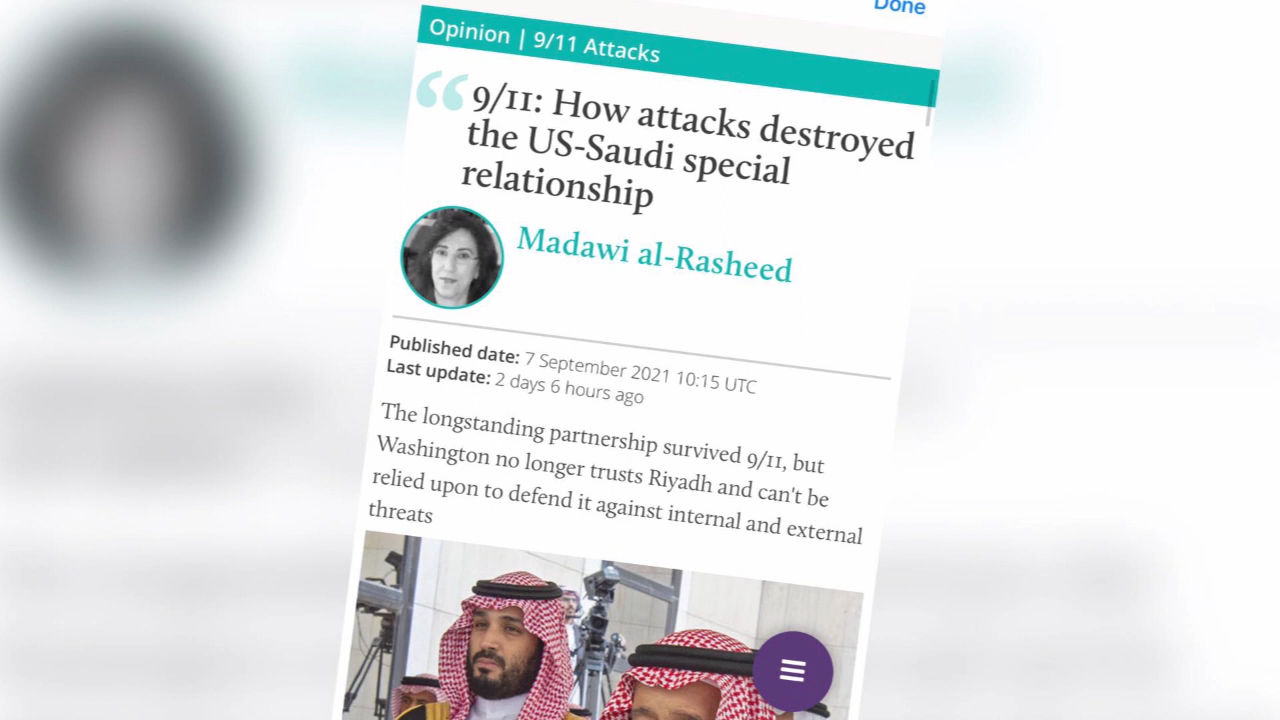 Done
Opinion | 9/11 Attacks
9/11: How attacks destroyed
the US-Saudi special
relationship
Madawi al-Rasheed
Published date: 7 September 2021 10:15 UTC
Last update: 2 days 6 hours ago
The longstanding partnership survived 9/11, but
Washington no longer trusts Riyadh and can't be
relied upon to defend it against internal and external
threats